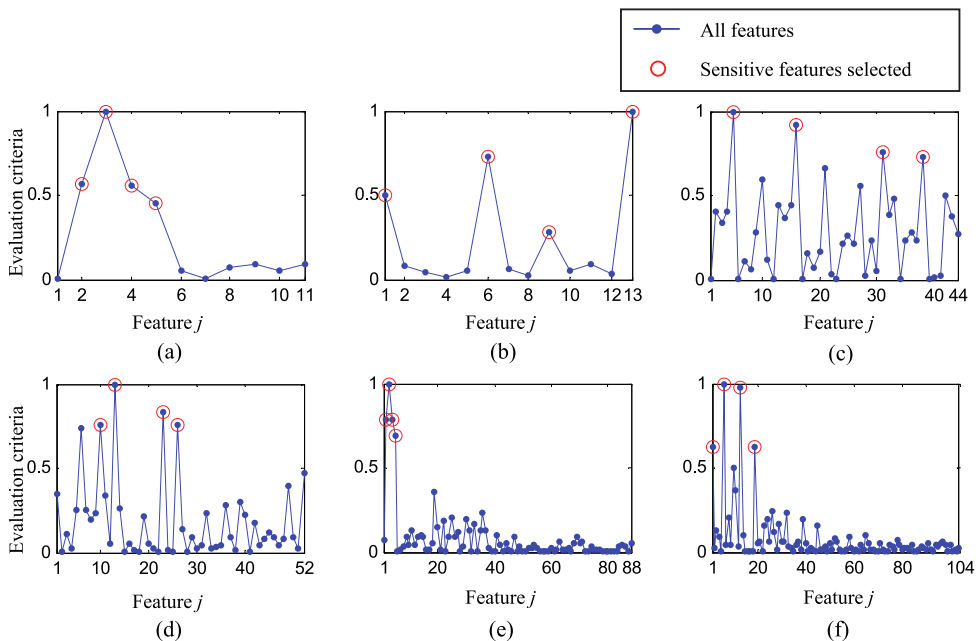 All features
Sensitive features selected
Evaluation criteria
1
0.5
0
1 2 4 6 8 10 11
Feature j
(a)
1
0.5
0
1 2 4 6 8 10 12 13
Feature j
(b)
1
0.5
0
1 10 20 30 40 44
Feature j
(c)
Evaluation criteria
1
0.5
0
1 10 20 30 40 52
Feature j
(d)
1
0.5
0
1 20 40 60 80 88
Feature j
(e)
1
0.5
0
1 20 40 60 80 104
Feature j
(f)